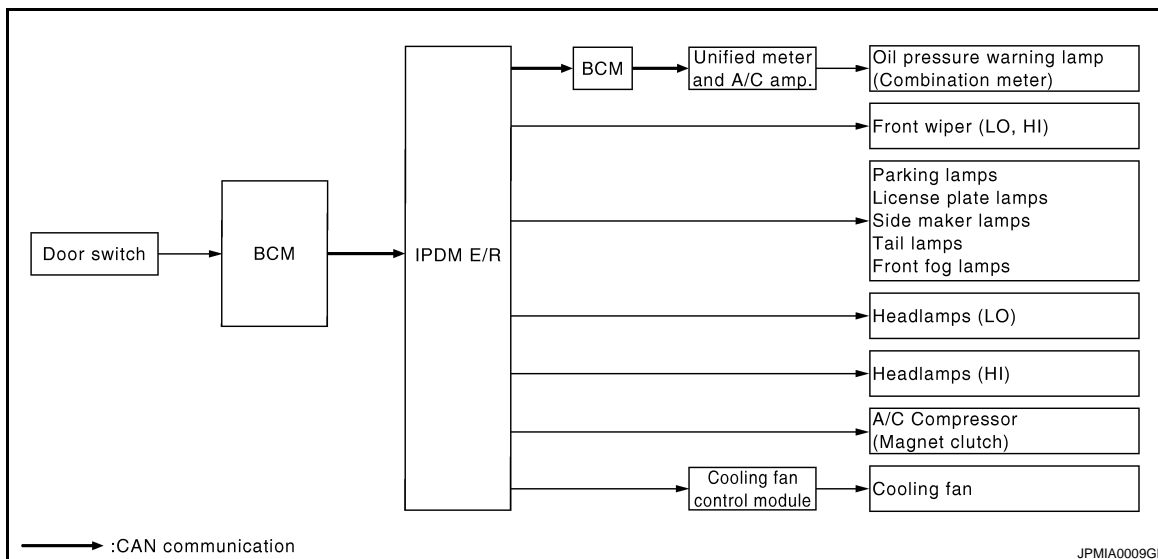 Door switch
BCM
IPDM E/R
BCM
Unified meter
and A/C amp.
Oil pressure warning lamp
(Combination meter)
Front wiper (LO, HI)
Parking lamps
License plate lamps
Side maker lamps
Tail lamps
Front fog lamps
Headlamps (LO)
Headlamps (HI)
A/C Compressor
(Magnet clutch)
Cooling fan
control module
Cooling fan
:CAN communication
JPMIA0009G